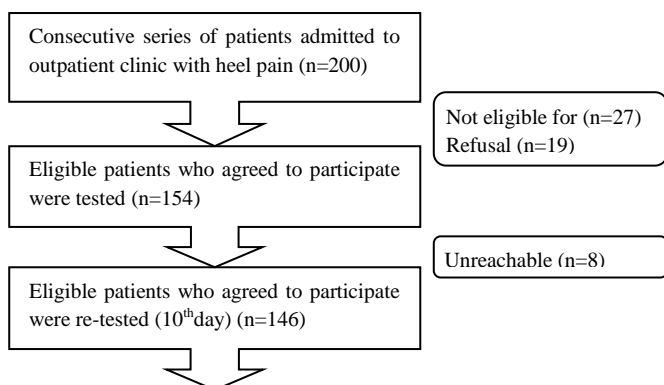 Consecutive series of patients admitted to
outpatient clinic with heel pain (n=200)
Not eligible for (n=27)
Refusal (n=19)
Eligible patients who agreed to participate
were tested (n=154)
Unreachable (n=8)
Eligible patients who agreed to participate
were re-tested (10thday) (n=146)